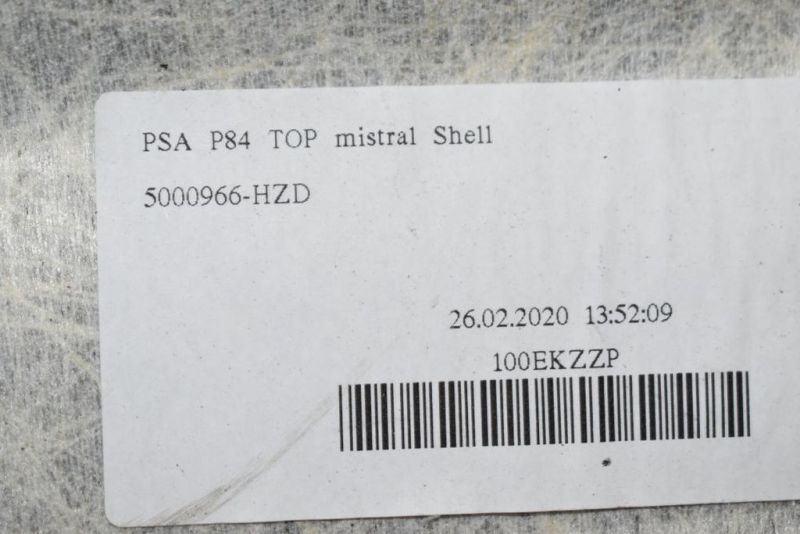 PSA P84 TOP mistral Shell
5000966-HZD
26.02.2020 13:52:09
100EKZZP